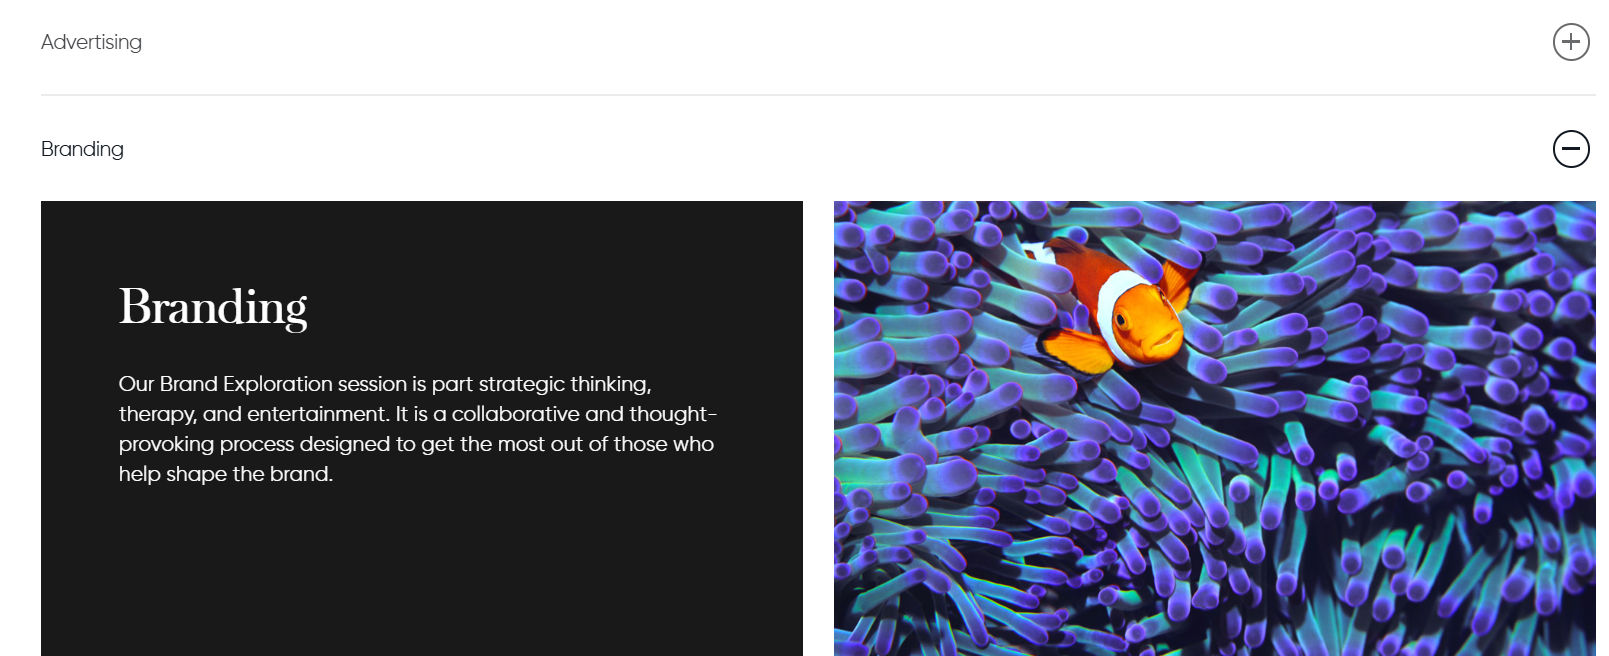 Advertising
Branding
Branding
Our Brand Exploration session is part strategic thinking,
therapy, and entertainment. It is a collaborative and thought-
provoking process designed to get the most out of those who
help shape the brand.